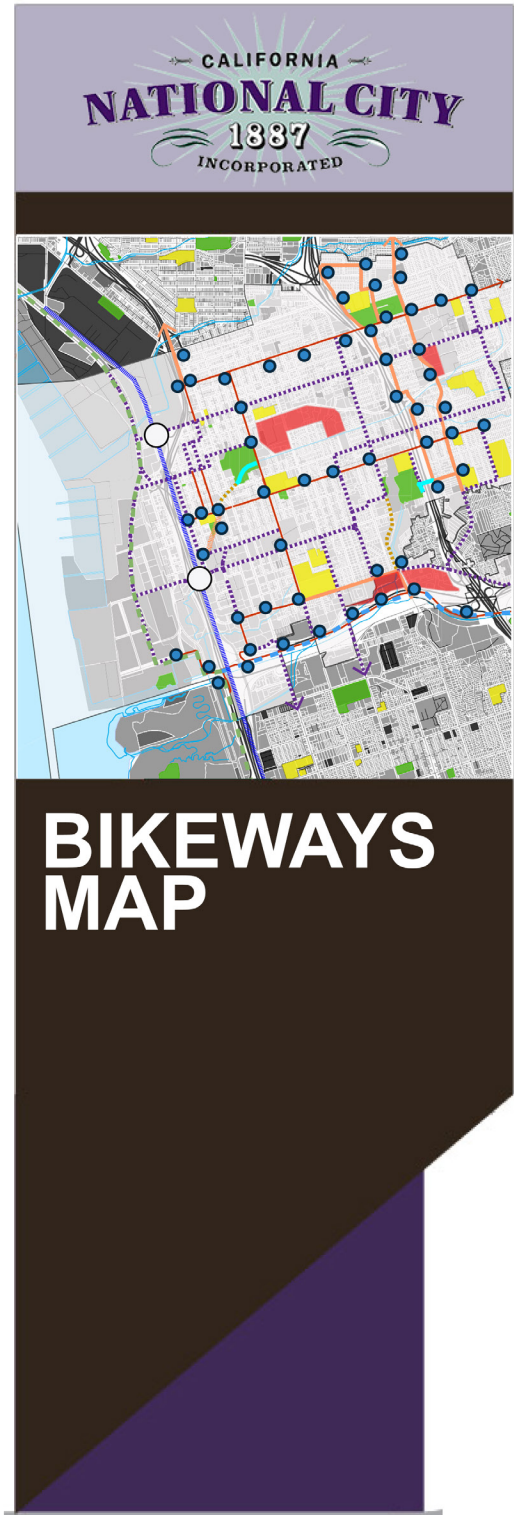 CALIFORNIA
NATIONAL CITY
1887
INCORPORATED
BIKEWAYS
MAP